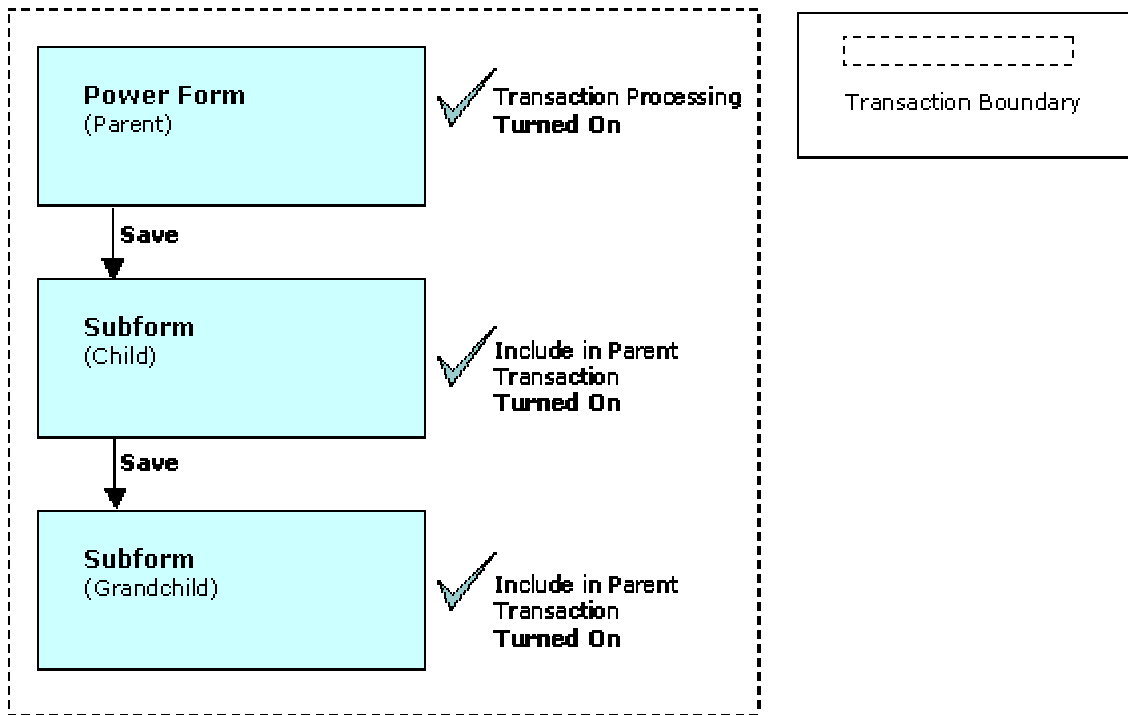 Power Form
(Parent)
Transaction Processing
Turned On
Save
Subform
(Child)
Include in Parent
Transaction
Turned On
Save
Subform
(Grandchild)
Include in Parent
Transaction
Turned On
Transaction Boundary